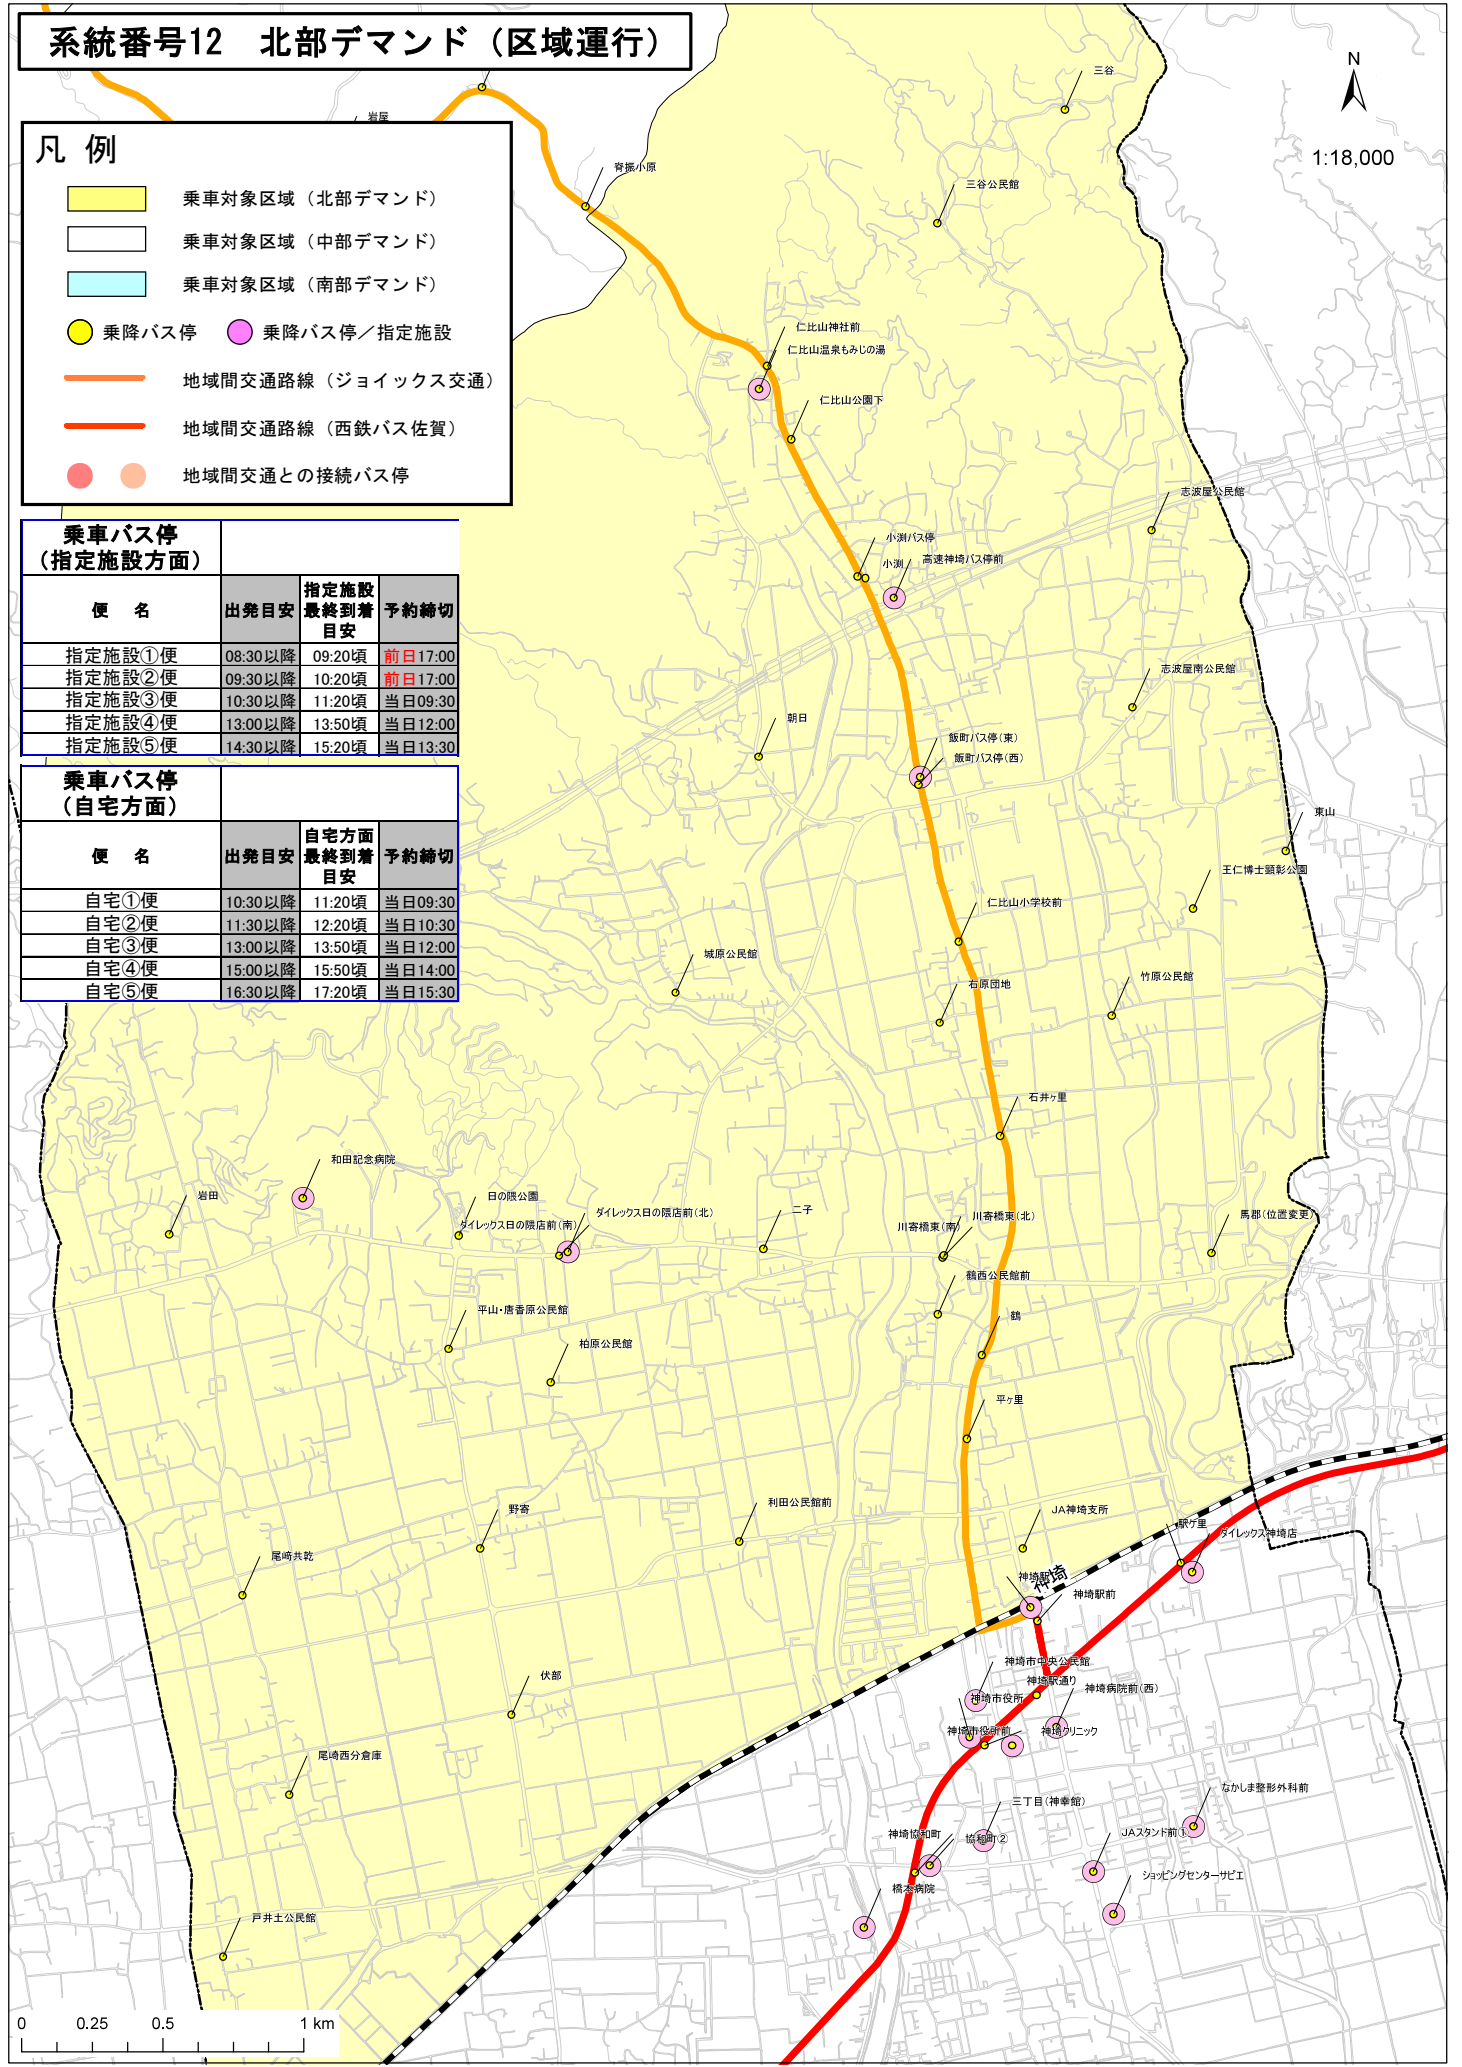 系統番号12　北部デマンド（区域運行）
N
1:18,000
三谷
岩屋
脊振小原
三谷公民館
凡 例
乗車対象区域（北部デマンド）
乗車対象区域（中部デマンド）
乗車対象区域（南部デマンド）
乗降バス停
乗降バス停／指定施設
地域間交通路線（ジョイックス交通）
地域間交通路線（西鉄バス佐賀）
地域間交通との接続バス停
仁比山神社前
仁比山温泉もみじの湯
仁比山公園下
志波屋公民館
小渕バス停
小渕
高速神埼バス停前
志波屋南公民館
朝日
飯町バス停(東)
飯町バス停(西)
東山
王仁博士顕彰公園
仁比山小学校前
城原公民館
竹原公民館
石原団地
石井ヶ里
乗車バス停
（指定施設方面）
便　名 出発目安 指定施設最終到着目安 予約締切
指定施設①便 08:30以降 09:20頃 前日17:00
指定施設②便 09:30以降 10:20頃 前日17:00
指定施設③便 10:30以降 11:20頃 当日09:30
指定施設④便 13:00以降 13:50頃 当日12:00
指定施設⑤便 14:30以降 15:20頃 当日13:30
乗車バス停
（自宅方面）
便　名 出発目安 自宅方面最終到着目安 予約締切
自宅①便 10:30以降 11:20頃 当日09:30
自宅②便 11:30以降 12:20頃 当日10:30
自宅③便 13:00以降 13:50頃 当日12:00
自宅④便 15:00以降 15:50頃 当日14:00
自宅⑤便 16:30以降 17:20頃 当日15:30
和田記念病院
岩田
日の隈公園
ダイレックス日の隈店前(北)
ダイレックス日の隈店前(南)
二子
川寄橋東(南)
川寄橋東(北)
馬郡(位置変更)
鶴西公民館前
平山・唐香原公民館
鶴
柏原公民館
平ヶ里
利田公民館前
野寄
JA神埼支所
駅ケ里
ダイレックス神埼店
尾崎共乾
神埼駅
神埼
神埼駅前
伏部
神埼市中央公民館
神埼駅通り
神埼病院前(西)
神埼市役所
神埼市役所前
神埼クリニック
尾崎西分倉庫
なかしま整形外科前
三丁目(神幸館)
JAスタンド前①
神埼協和町
協和町②
ショッピングセンターサピエ
橋本病院
戸井土公民館
0 0.25 0.5 1 km